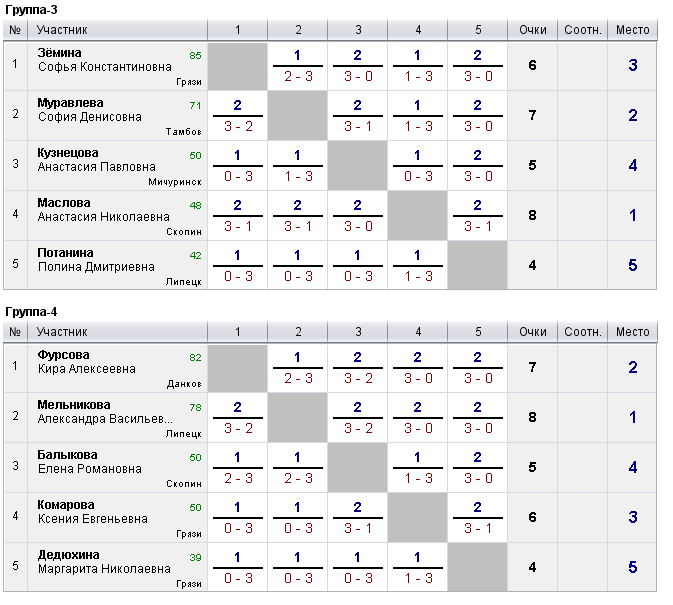 Группа-3
№ Участник 1 2 3 4 5 Очки Соотн. Место
1 Зёмина 85 1 2 1 2 6 3
Софья Константиновна 2 - 3 3 - 0 1 - 3 3 - 0
Грязи
2 Муравлева 71 2 2 1 2 7 2
София Денисовна 3 - 2 3 - 1 1 - 3 3 - 0
Тамбов
3 Кузнецова 50 1 1 1 2 5 4
Анастасия Павловна 0 - 3 1 - 3 0 - 3 3 - 0
Мичуринск
4 Маслова 48 2 2 2 2 8 1
Анастасия Николаевна 3 - 1 3 - 1 3 - 0 3 - 1
Скопин
5 Потанина 42 1 1 1 1 4 5
Полина Дмитриевна 0 - 3 0 - 3 0 - 3 1 - 3
Липецк
Группа-4
№ Участник 1 2 3 4 5 Очки Соотн. Место
1 Фурсова 82 1 2 2 2 7 2
Кира Алексеевна 2 - 3 3 - 2 3 - 0 3 - 0
Данков
2 Мельникова 78 2 2 2 2 8 1
Александра Васильев... 3 - 2 3 - 2 3 - 0 3 - 0
Липецк
3 Балыкова 50 1 1 1 2 5 4
Елена Романовна 2 - 3 2 - 3 1 - 3 3 - 0
Скопин
4 Комарова 50 1 1 2 2 6 3
Ксения Евгеньевна 0 - 3 0 - 3 3 - 1 3 - 1
Грязи
5 Дедюхина 39 1 1 1 1 4 5
Маргарита Николаевна 0 - 3 0 - 3 0 - 3 1 - 3
Грязи